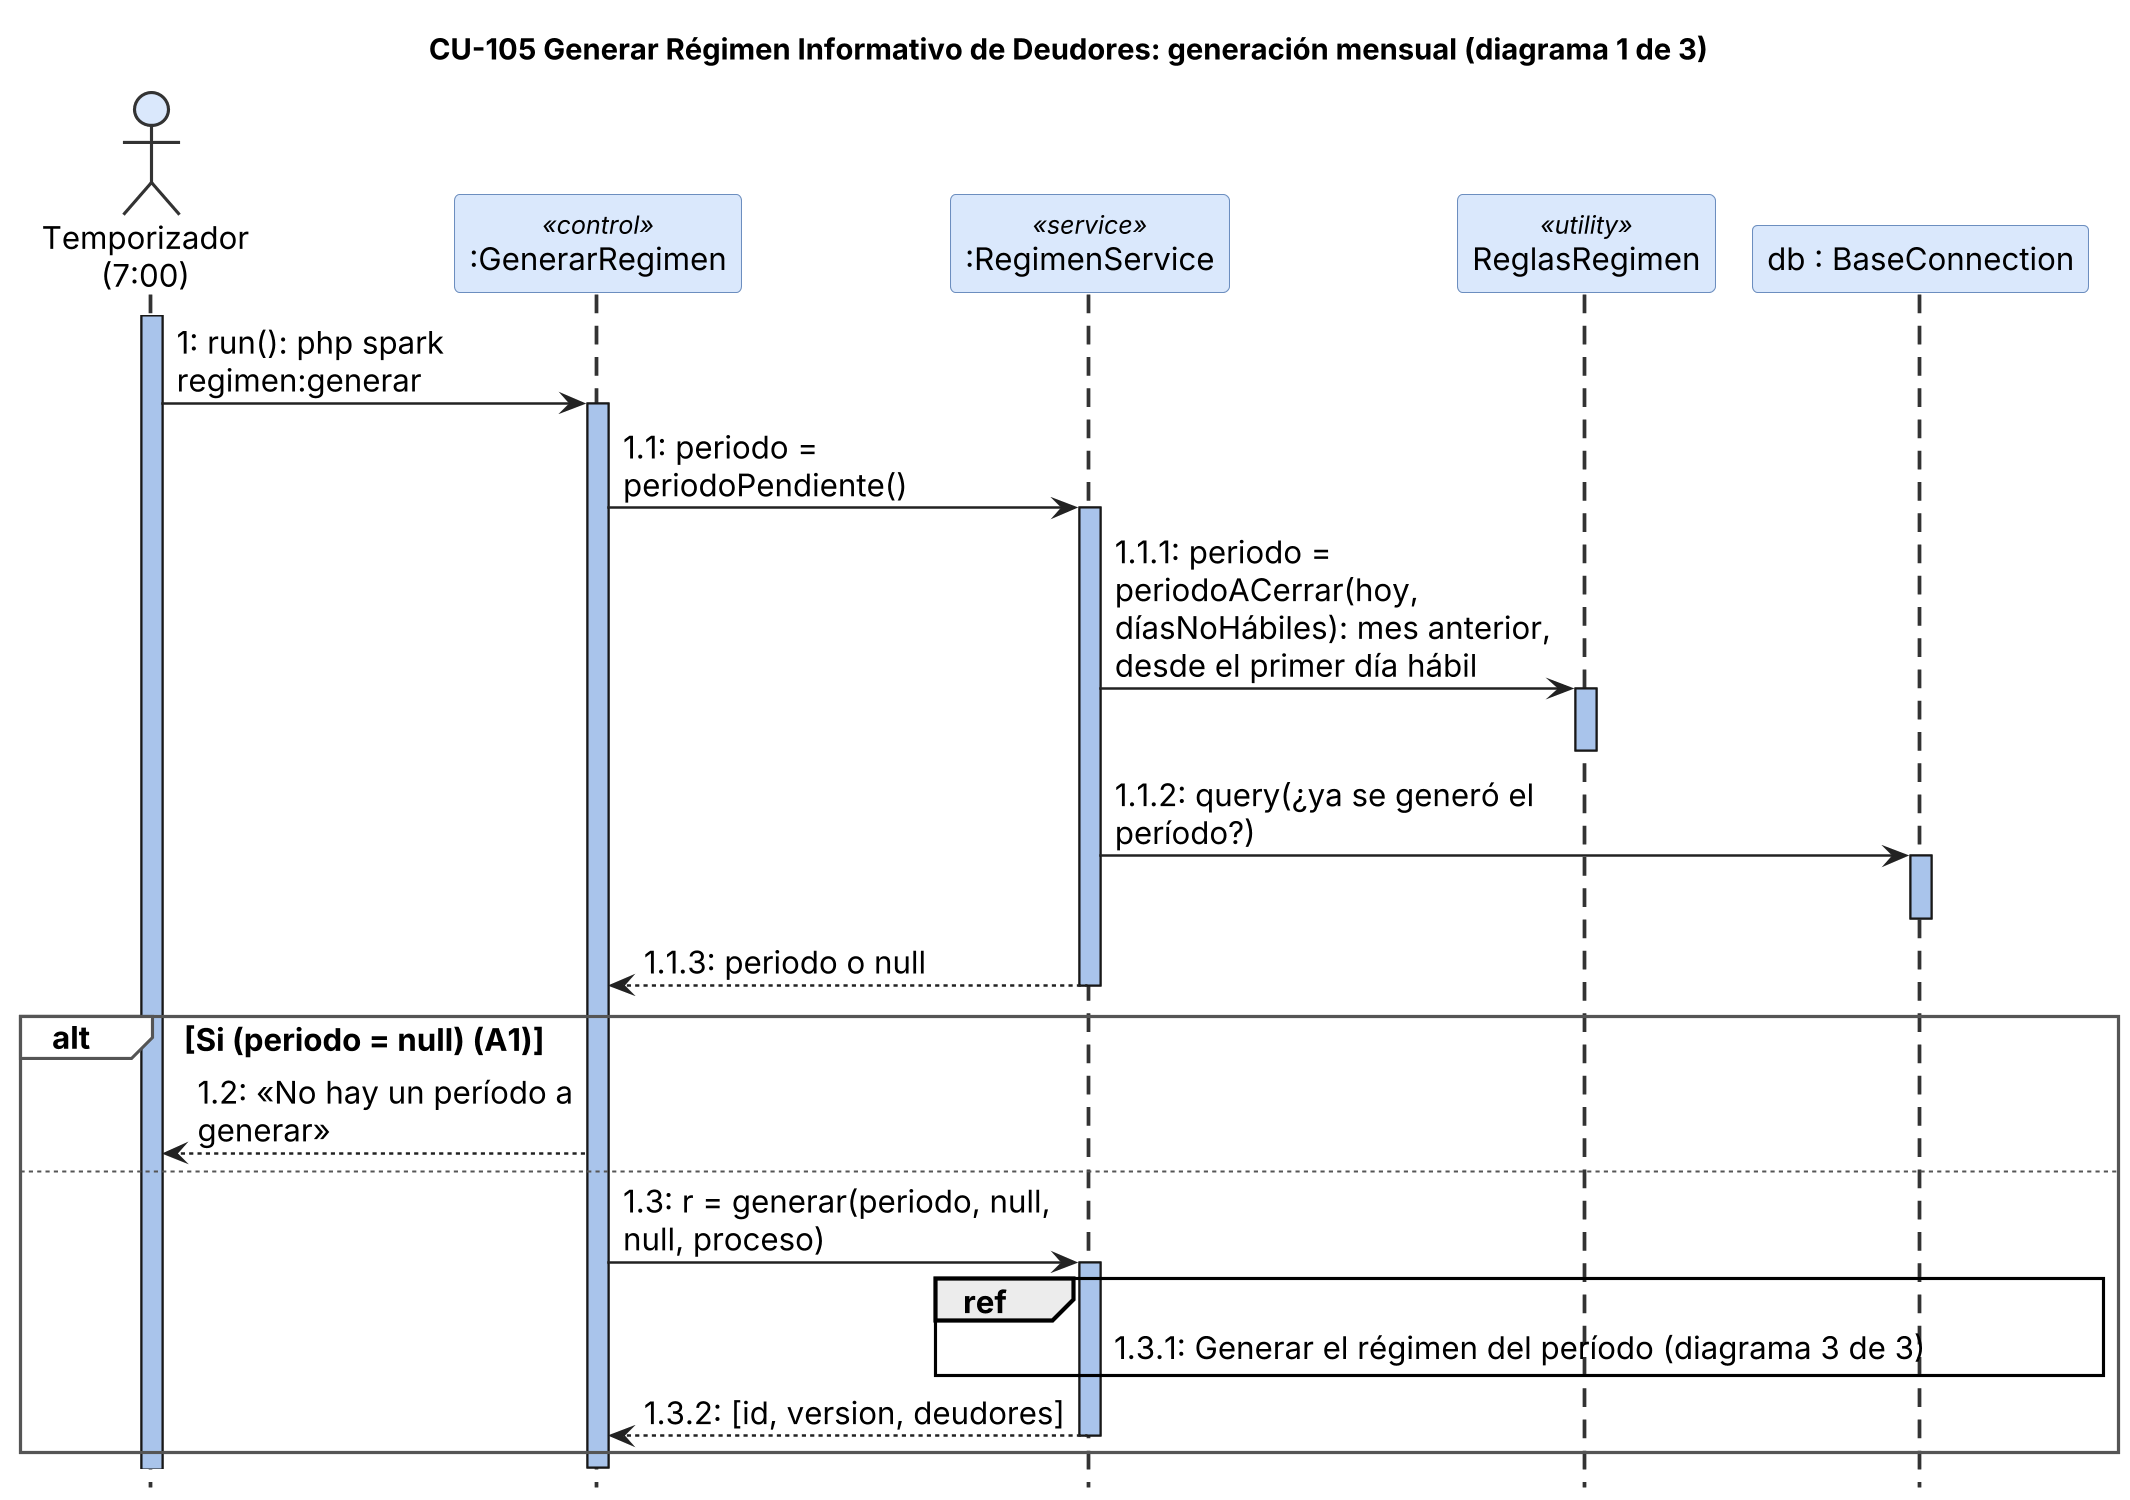 CU-105 Generar Régimen Informativo de Deudores: generación mensual (diagrama 1 de 3)
Temporizador
(7:00)
«control»
:GenerarRegimen
«service»
:RegimenService
«utility»
ReglasRegimen
db : BaseConnection
1: run(): php spark
regimen:generar
1.1: periodo =
periodoPendiente()
1.1.1: periodo =
periodoACerrar(hoy,
díasNoHábiles): mes anterior,
desde el primer día hábil
1.1.2: query(¿ya se generó el
período?)
1.1.3: periodo o null
alt
[Si (periodo = null) (A1)]
1.2: «No hay un período a
generar»
1.3: r = generar(periodo, null,
null, proceso)
ref
1.3.1: Generar el régimen del período (diagrama 3 de 3)
1.3.2: [id, version, deudores]